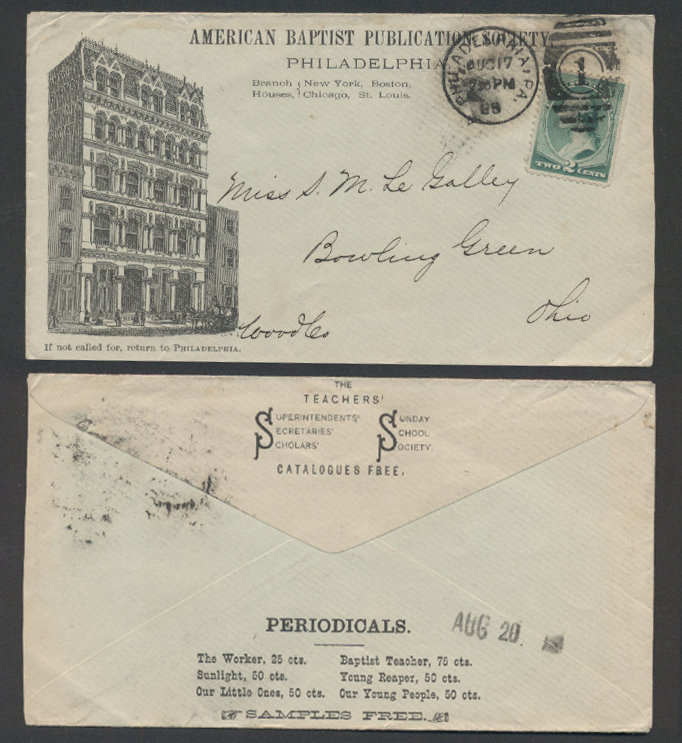 AMERICAN BAPTIST PUBLICATION SOCIETY,
PHILADELPHIA
Branch Houses, { New York, Boston,
Chicago, St. Louis.
PHILADELPHIA, PA.
AUG 17
PM
1
TWO 2 CENTS
Miss S. M. Le Galley
Bowling Green
Ohio
Wood Co
If not called for, return to PHILADELPHIA.
THE
TEACHERS'
SUPERINTENDENTS' SUNDAY
SECRETARIES' SCHOOL
SCHOLARS' SOCIETY.
CATALOGUES FREE.
PERIODICALS.
AUG 20
The Worker, 25 cts. Baptist Teacher, 75 cts.
Sunlight, 50 cts. Young Reaper, 50 cts.
Our Little Ones, 50 cts. Our Young People, 50 cts.
SAMPLES FREE.